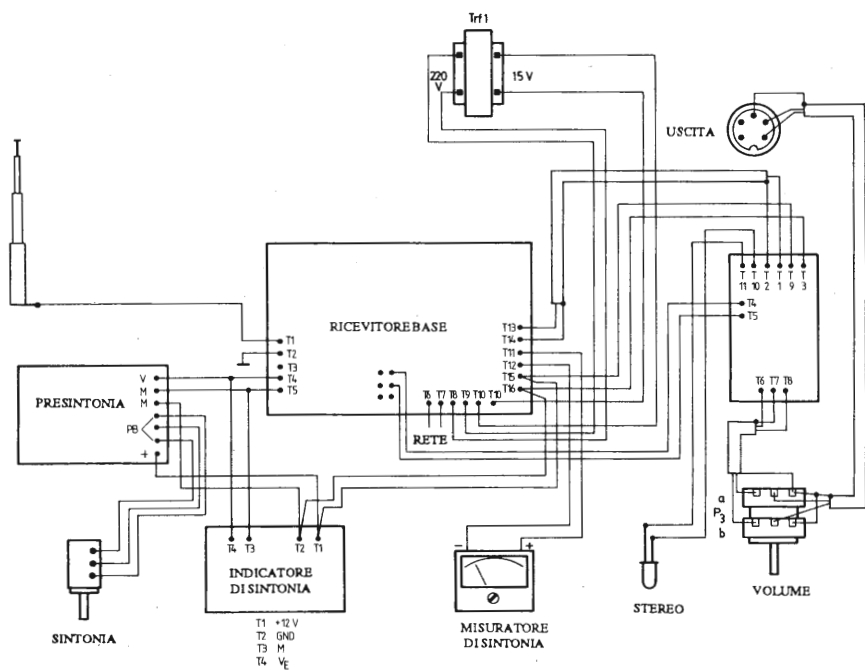 Trf1
220
V
15 V
USCITA
RICEVITORE BASE
T1
T2
T3
T4
T5
T13
T14
T11
T12
T15
T16
T6
T7
T8
T9
T10
T10
RETE
T
11
T
10
T
2
T
1
T
9
T
3
T4
T5
T6
T7
T8
PRESINTONIA
V
M
M
PB
+
T4
T3
T2
T1
INDICATORE
DI SINTONIA
T1 +12 V
T2 GND
T3 M
T4 VE
SINTONIA
–
+
MISURATORE
DI SINTONIA
STEREO
a
P3
b
VOLUME